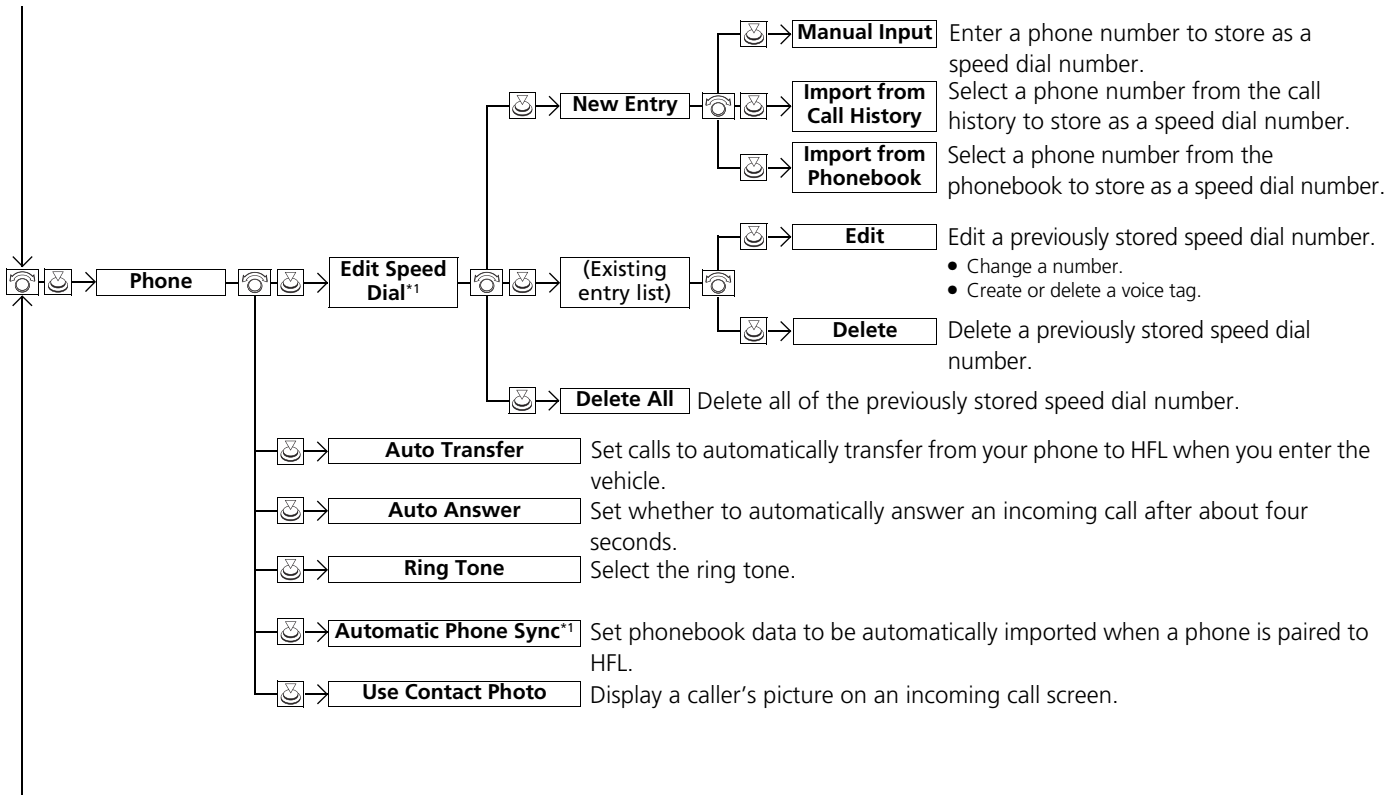 Manual Input
Enter a phone number to store as a
speed dial number.
New Entry
Import from
Call History
Select a phone number from the call
history to store as a speed dial number.
Import from
Phonebook
Select a phone number from the
phonebook to store as a speed dial number.
Phone
Edit Speed
Dial*1
(Existing
entry list)
Edit
Edit a previously stored speed dial number.
● Change a number.
● Create or delete a voice tag.
Delete
Delete a previously stored speed dial
number.
Delete All
Delete all of the previously stored speed dial number.
Auto Transfer
Set calls to automatically transfer from your phone to HFL when you enter the
vehicle.
Auto Answer
Set whether to automatically answer an incoming call after about four
seconds.
Ring Tone
Select the ring tone.
Automatic Phone Sync*1
Set phonebook data to be automatically imported when a phone is paired to
HFL.
Use Contact Photo
Display a caller's picture on an incoming call screen.